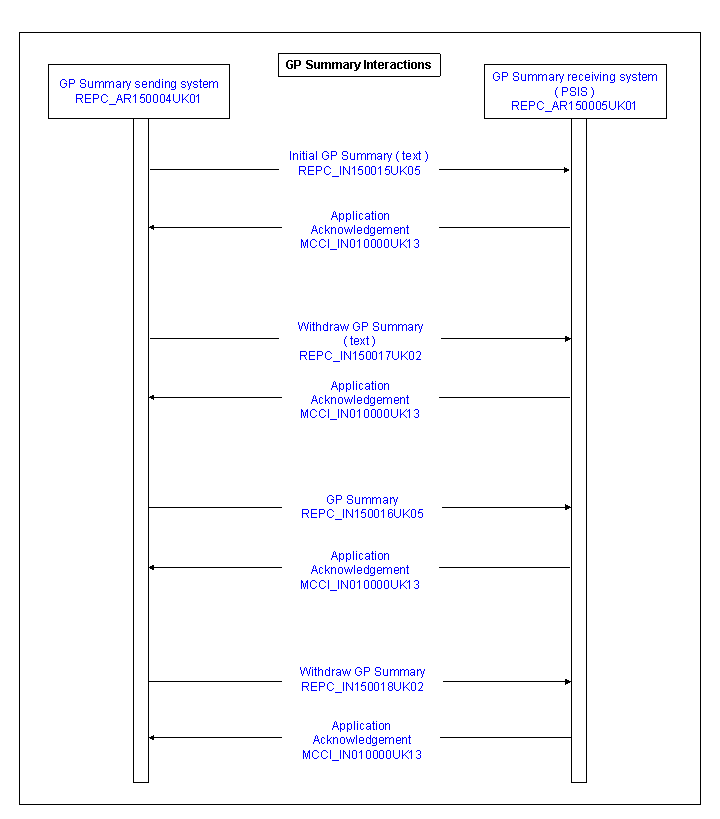 GP Summary Interactions
GP Summary sending system
REPC_AR150004UK01
GP Summary receiving system
( PSIS )
REPC_AR150005UK01
Initial GP Summary ( text )
REPC_IN150015UK05
Application
Acknowledgement
MCCI_IN010000UK13
Withdraw GP Summary
( text )
REPC_IN150017UK02
Application
Acknowledgement
MCCI_IN010000UK13
GP Summary
REPC_IN150016UK05
Application
Acknowledgement
MCCI_IN010000UK13
Withdraw GP Summary
REPC_IN150018UK02
Application
Acknowledgement
MCCI_IN010000UK13